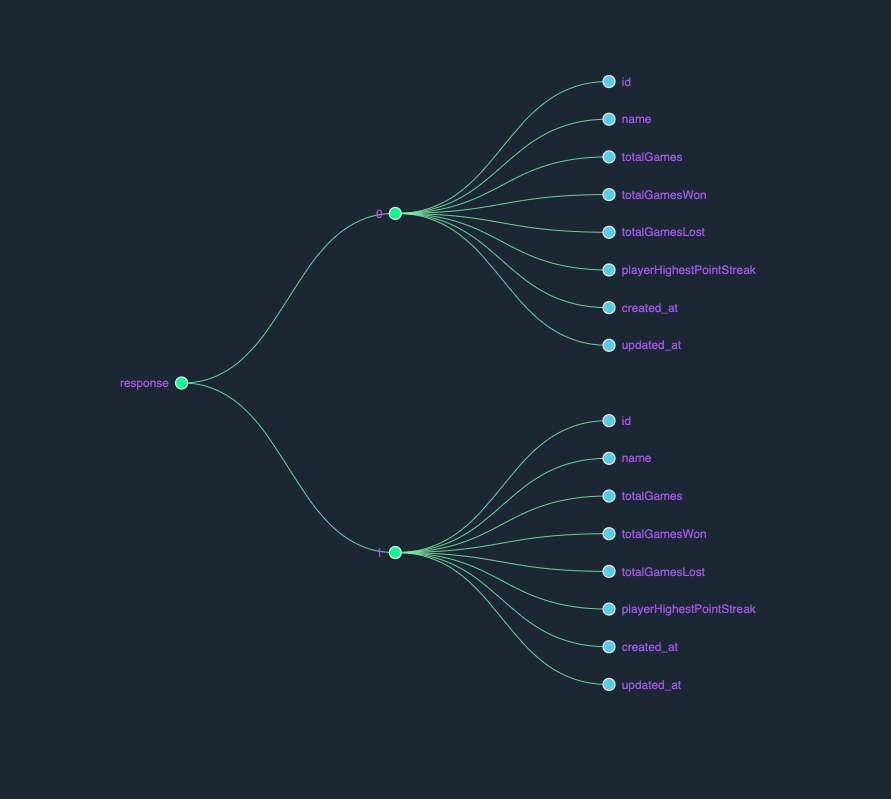 id
name
totalGames
totalGamesWon
0
totalGamesLost
playerHighestPointStreak
created_at
updated_at
response
id
name
totalGames
totalGamesWon
1
totalGamesLost
playerHighestPointStreak
created_at
updated_at